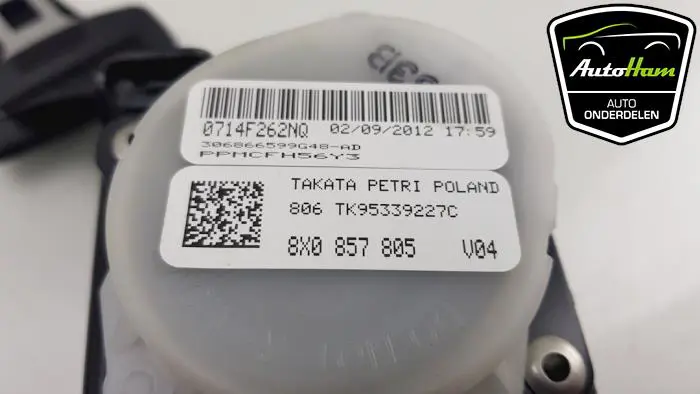 AutoHam
AUTO
ONDERDELEN
0714F262NQ 02/09/2012 17:59
306866599G48-AD
PPMCFH56Y3
TAKATA PETRI POLAND
806 TK95339227C
8X0 857 805 V04